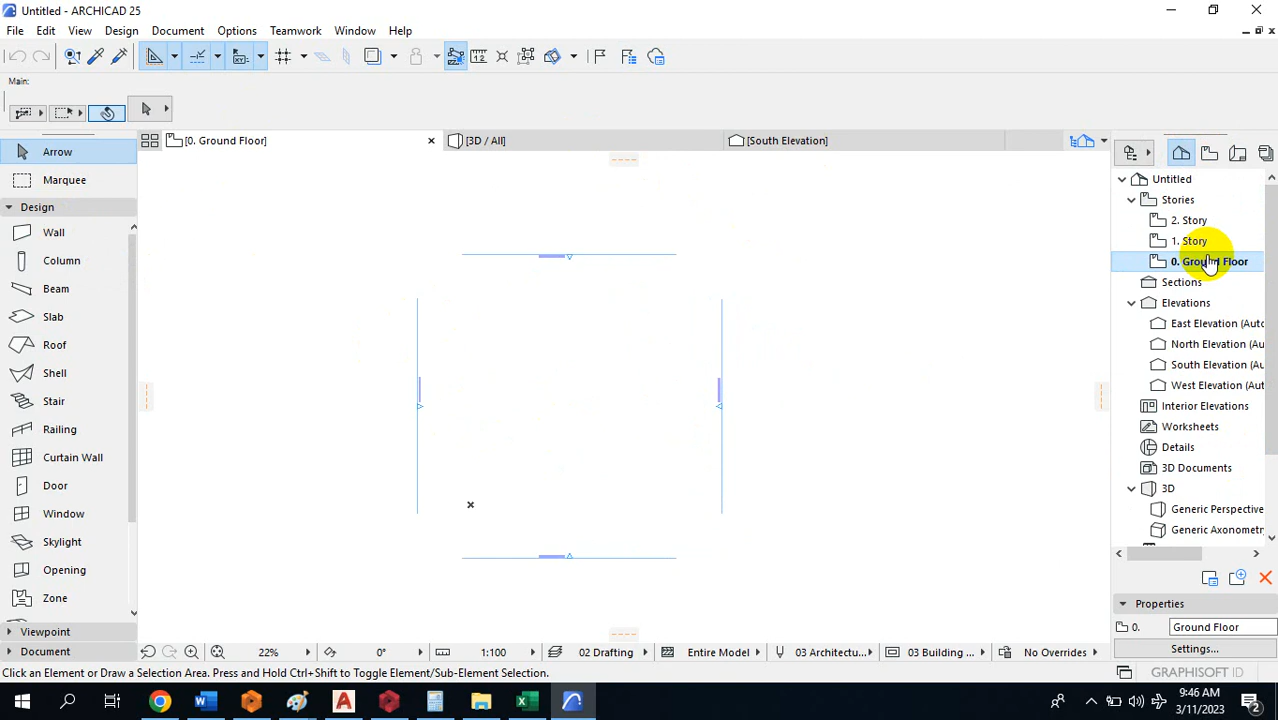 Untitled - ARCHICAD 25
File Edit View Design Document Options Teamwork Window Help
Main:
[0. Ground Floor]
[3D / All]
[South Elevation]
Arrow
Marquee
Design
Wall
Column
Beam
Slab
Roof
Shell
Stair
Railing
Curtain Wall
Door
Window
Skylight
Opening
Zone
Viewpoint
Document
Untitled
Stories
2. Story
1. Story
0. Ground Floor
Sections
Elevations
East Elevation (Auto
North Elevation (Au
South Elevation (Aut
West Elevation (Aut
Interior Elevations
Worksheets
Details
3D Documents
3D
Generic Perspective
Generic Axonometr
Properties
0. Ground Floor
Settings...
22% 0° 1:100 02 Drafting Entire Model 03 Architectu... 03 Building ... No Overrides
Click an Element or Draw a Selection Area. Press and Hold Ctrl+Shift to Toggle Element/Sub-Element Selection.
GRAPHISOFT ID
9:46 AM
3/11/2023
2